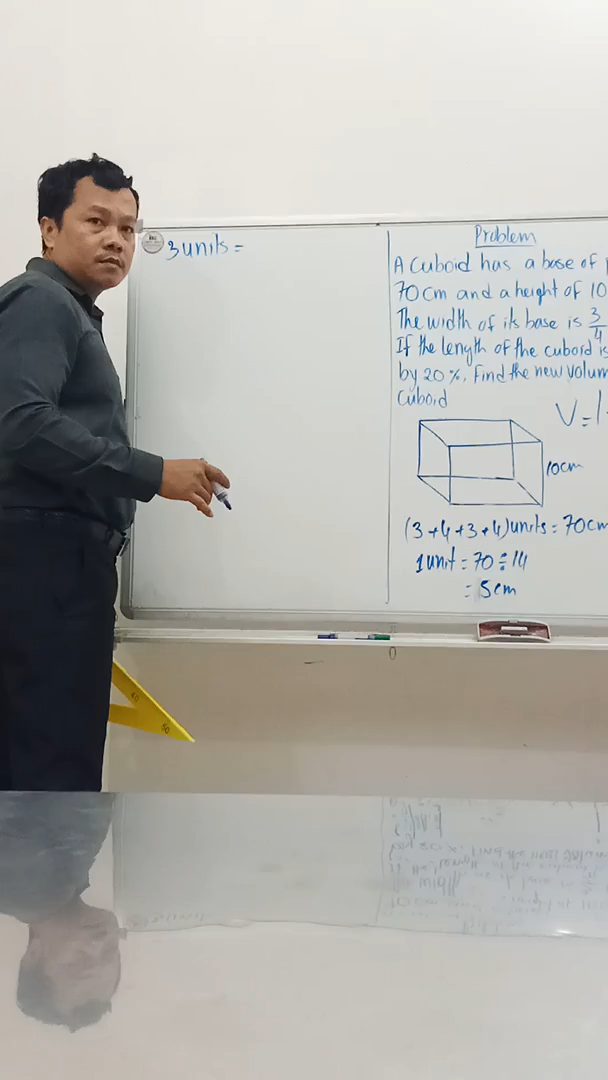 3 units =
Problem
A Cuboid has a base of
70 cm and a height of 10
The width of its base is 3/4
If the length of the cuboid is
by 20 %, Find the new volum
Cuboid
V = l
10cm
(3+4+3+4) units = 70cm
1 unit = 70 ÷ 14
= 5 cm